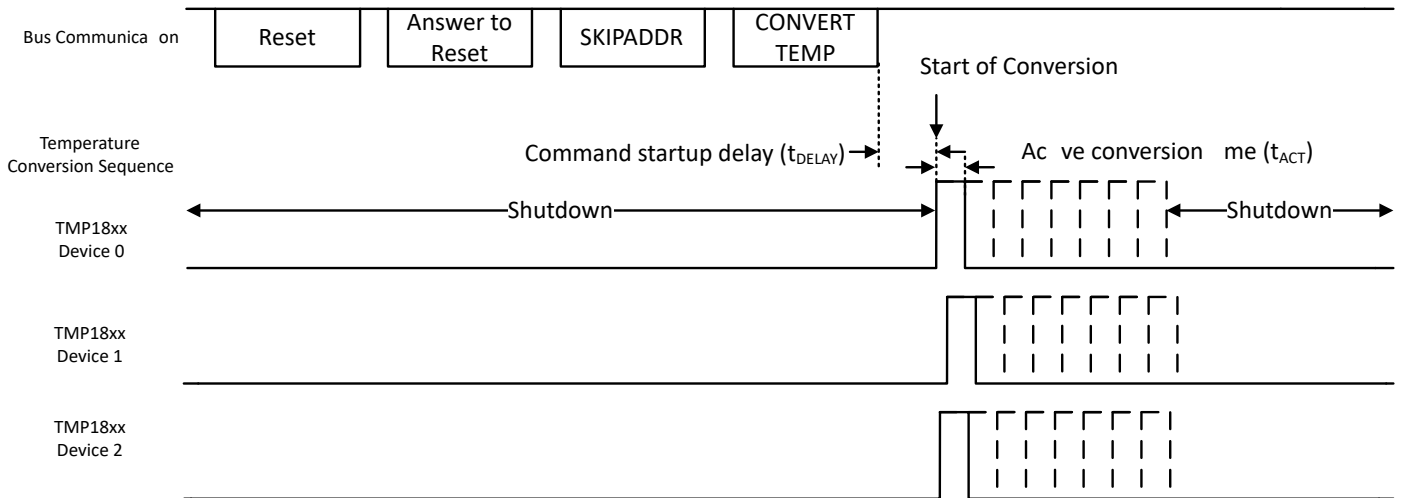 Bus Communica on
Reset
Answer to
Reset
SKIPADDR
CONVERT
TEMP
Start of Conversion
Temperature
Conversion Sequence
Command startup delay (tDELAY)
Ac ve conversion me (tACT)
Shutdown
Shutdown
TMP18xx
Device 0
TMP18xx
Device 1
TMP18xx
Device 2